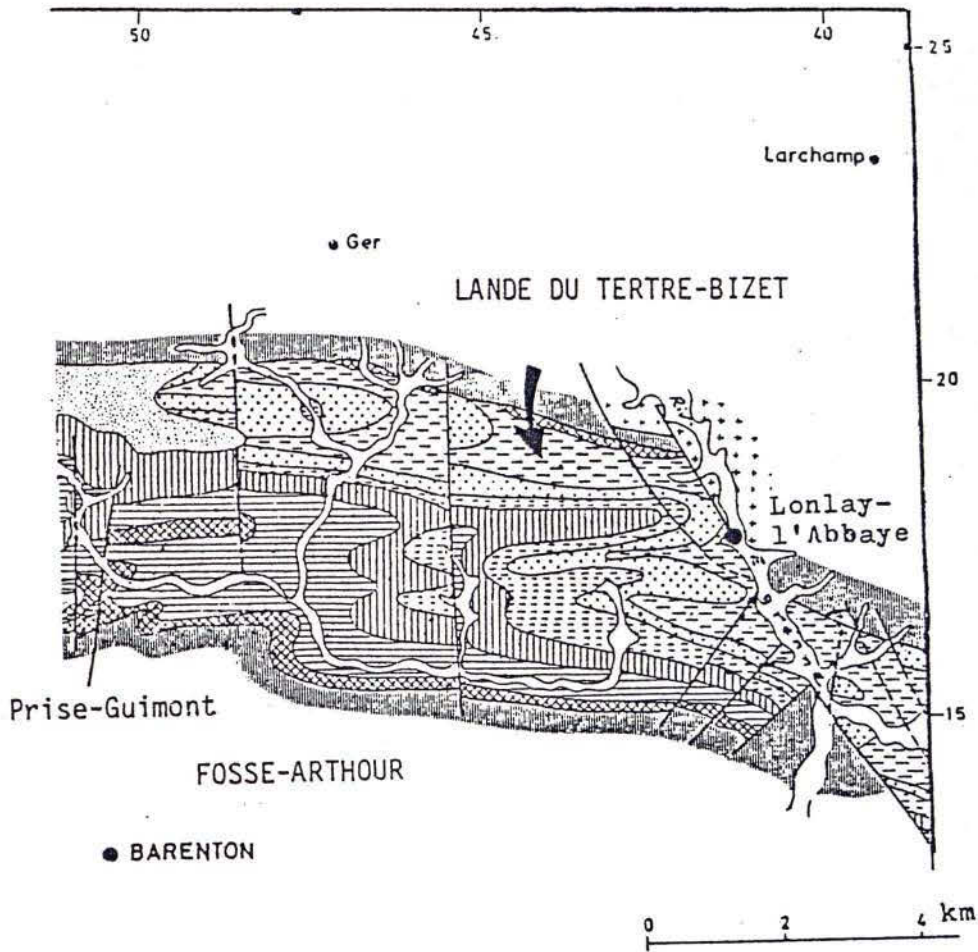 50
45.
40
25
Larchamp
Ger
LANDE DU TERTRE-BIZET
20
Lonlay-
l'Abbaye
Prise-Guimont
15
FOSSE-ARTHOUR
BARENTON
0 2 4 km